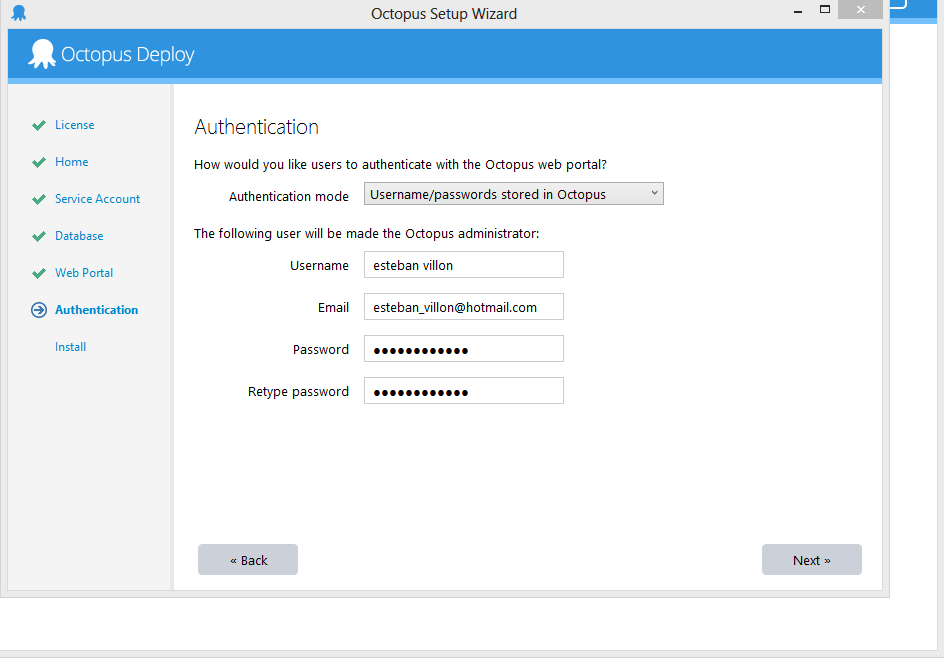 Octopus Setup Wizard
Octopus Deploy
License
Home
Service Account
Database
Web Portal
Authentication
Install
Authentication
How would you like users to authenticate with the Octopus web portal?
Authentication mode Username/passwords stored in Octopus
The following user will be made the Octopus administrator:
Username esteban villon
Email esteban_villon@hotmail.com
Password ●●●●●●●●●●●●
Retype password ●●●●●●●●●●●●
« Back Next »